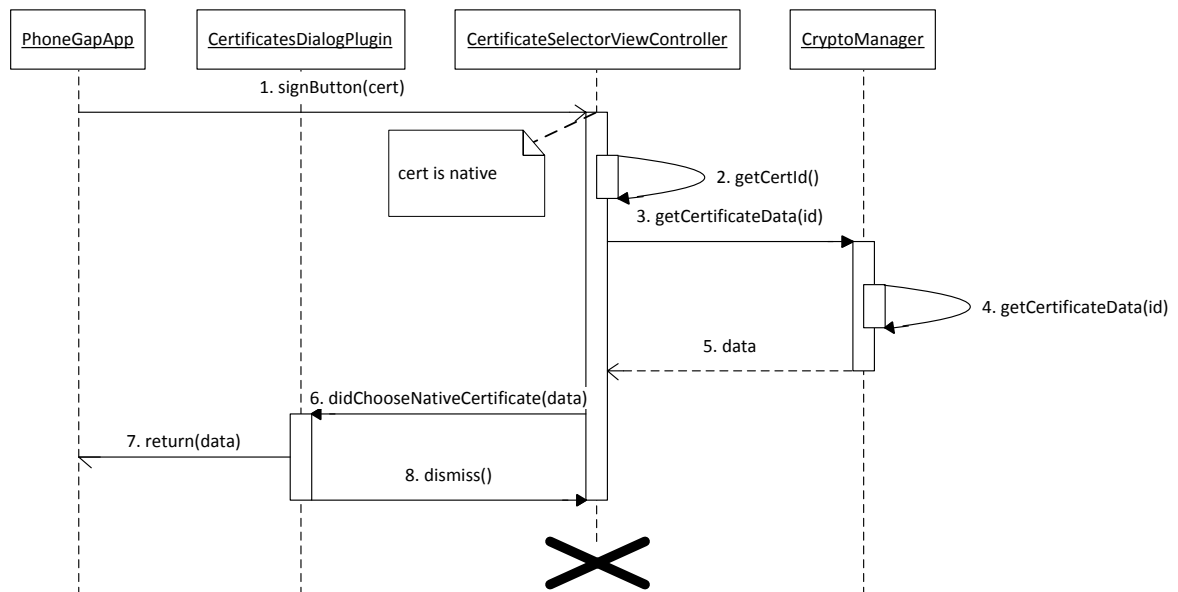 PhoneGapApp
CertificatesDialogPlugin
CertificateSelectorViewController
CryptoManager
1. signButton(cert)
cert is native
2. getCertId()
3. getCertificateData(id)
4. getCertificateData(id)
5. data
6. didChooseNativeCertificate(data)
7. return(data)
8. dismiss()